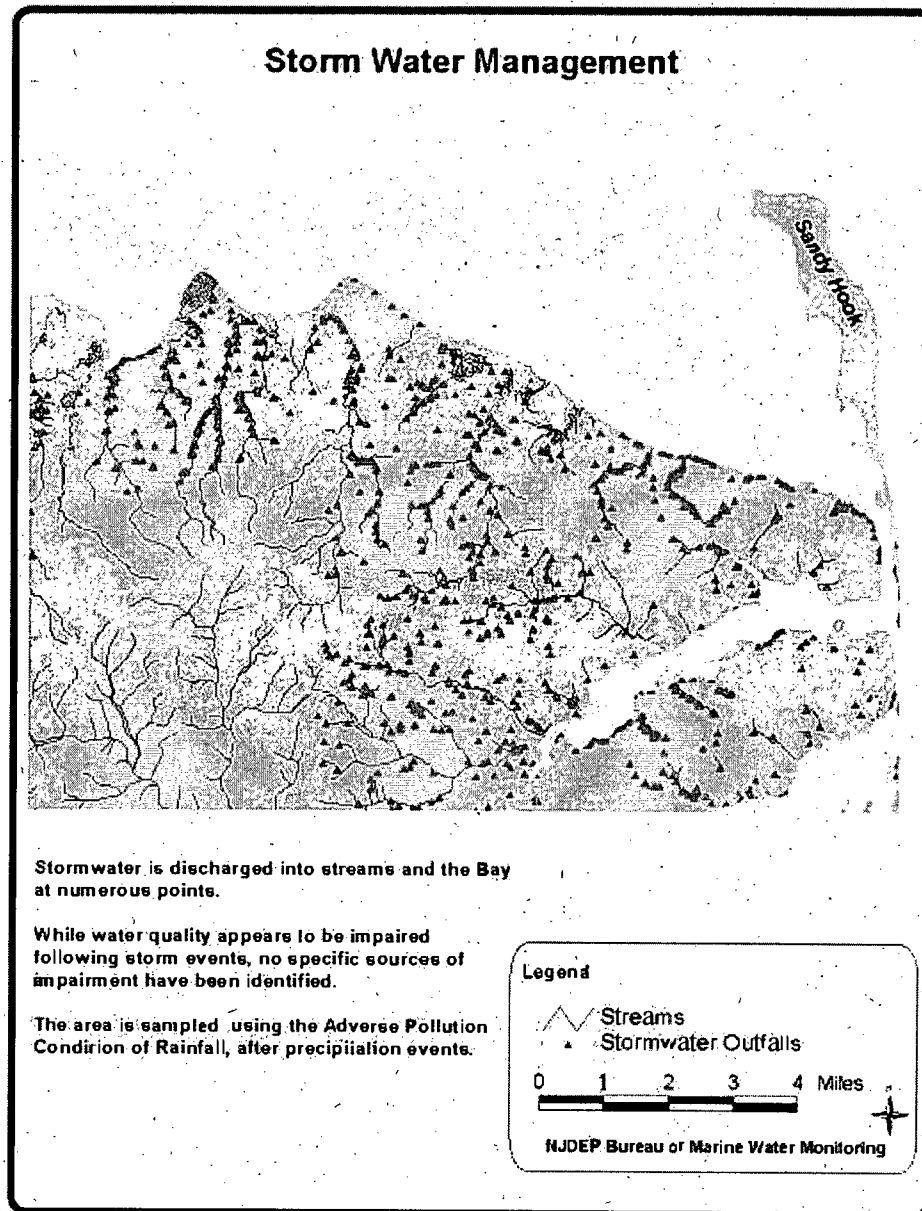 Storm Water Management
Sandy Hook
Stormwater is discharged into streams and the Bay
at numerous points.
While water quality appears to be impaired
following storm events, no specific sources of
impairment have been identified.
The area is sampled using the Adverse Pollution
Condirion of Rainfall, after precipiialion events.
Legend
Streams
Stormwater Outfalls
0 1 2 3 4 Miles
NJDEP Bureau of Marine Water Monitoring